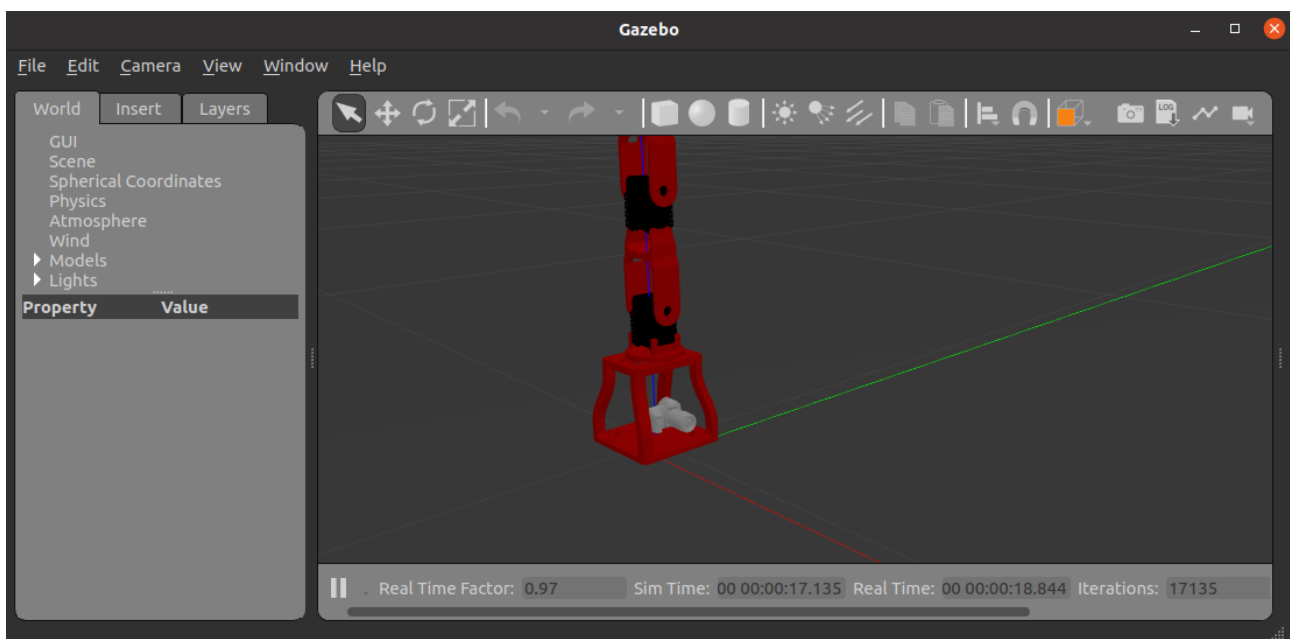 Gazebo
File Edit Camera View Window Help
World Insert Layers
LOG
GUI
Scene
Spherical Coordinates
Physics
Atmosphere
Wind
Models
Lights
Property Value
Real Time Factor: 0.97 Sim Time: 00 00:00:17.135 Real Time: 00 00:00:18.844 Iterations: 17135